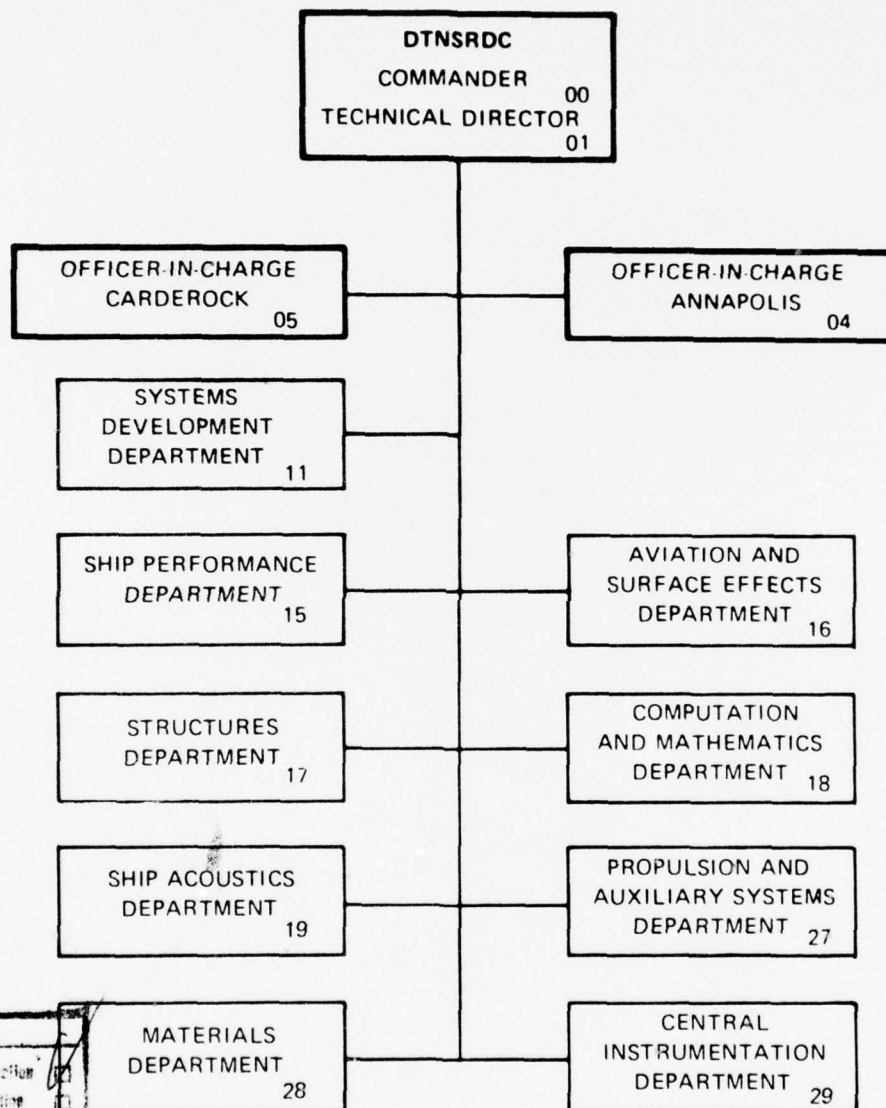 DTNSRDC
COMMANDER
00
TECHNICAL DIRECTOR
01
OFFICER-IN-CHARGE
CARDEROCK
05
OFFICER-IN-CHARGE
ANNAPOLIS
04
SYSTEMS
DEVELOPMENT
DEPARTMENT
11
SHIP PERFORMANCE
DEPARTMENT
15
AVIATION AND
SURFACE EFFECTS
DEPARTMENT
16
STRUCTURES
DEPARTMENT
17
COMPUTATION
AND MATHEMATICS
DEPARTMENT
18
SHIP ACOUSTICS
DEPARTMENT
19
PROPULSION AND
AUXILIARY SYSTEMS
DEPARTMENT
27
MATERIALS
DEPARTMENT
28
CENTRAL
INSTRUMENTATION
DEPARTMENT
29